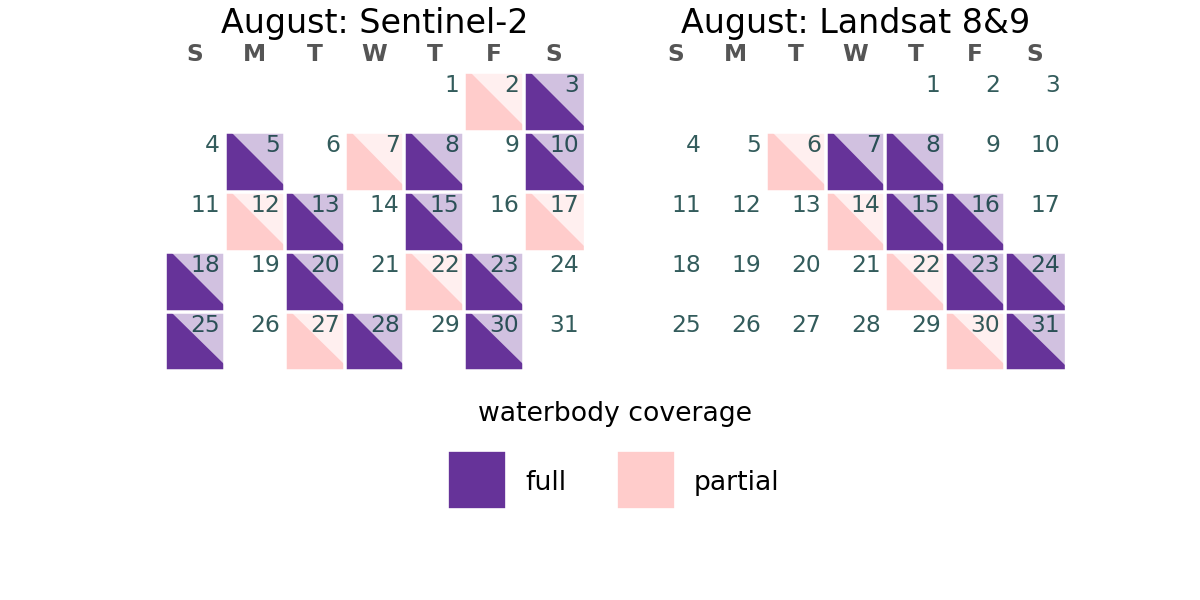 August: Sentinel-2
S M T W T F S
1 2 3
4 5 6 7 8 9 10
11 12 13 14 15 16 17
18 19 20 21 22 23 24
25 26 27 28 29 30 31
August: Landsat 8&9
S M T W T F S
1 2 3
4 5 6 7 8 9 10
11 12 13 14 15 16 17
18 19 20 21 22 23 24
25 26 27 28 29 30 31
waterbody coverage
full partial